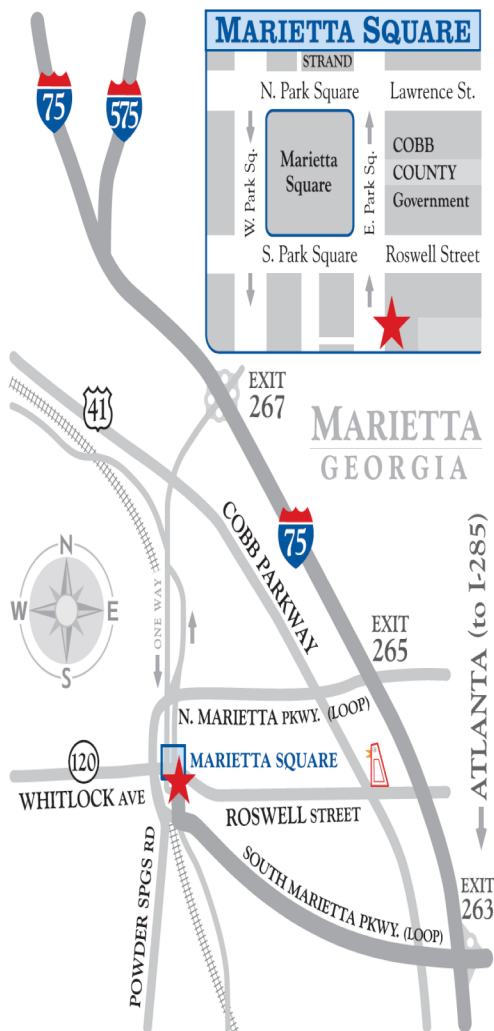 MARIETTA SQUARE
STRAND
N. Park Square
Lawrence St.
W. Park Sq.
Marietta
Square
E. Park Sq.
COBB
COUNTY
Government
S. Park Square
Roswell Street
75
575
EXIT
267
41
MARIETTA
GEORGIA
75
COBB PARKWAY
N
W
E
S
ONE WAY
EXIT
265
ATLANTA (to I-285)
N. MARIETTA PKWY. (LOOP)
120
MARIETTA SQUARE
WHITLOCK AVE
ROSWELL STREET
POWDER SPGS RD
SOUTH MARIETTA PKWY. (LOOP)
EXIT
263